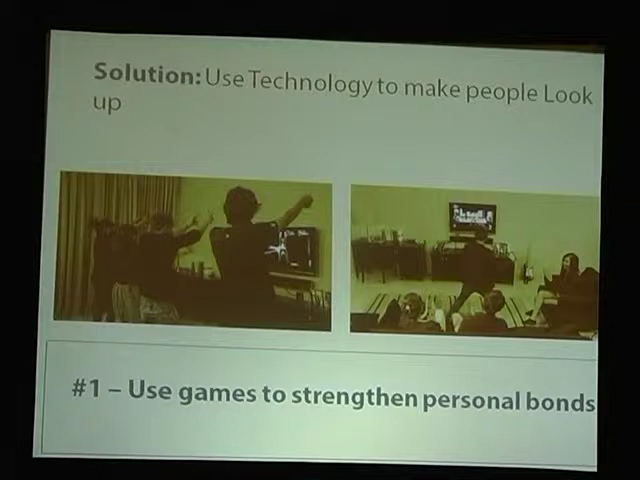 Solution: Use Technology to make people Look
up
#1 – Use games to strengthen personal bonds